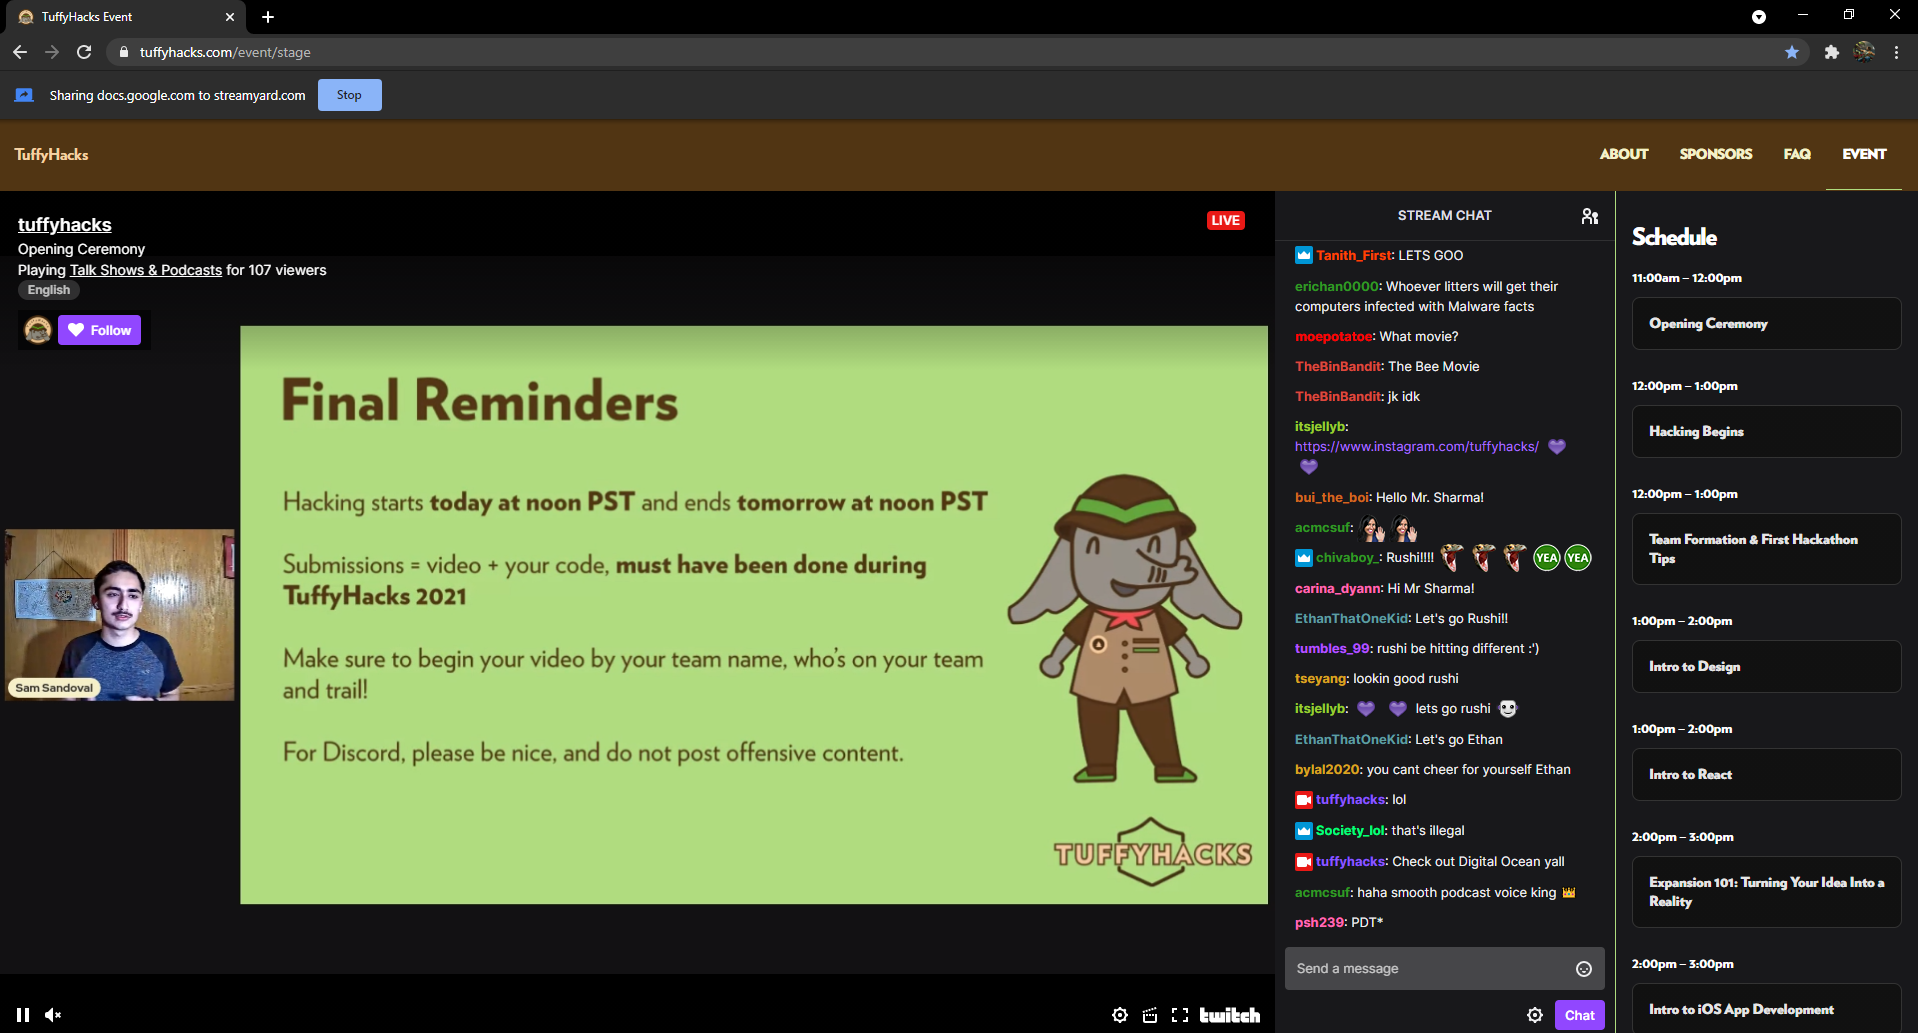 TuffyHacks Event
tuffyhacks.com/event/stage
Sharing docs.google.com to streamyard.com
Stop
TuffyHacks
ABOUT
SPONSORS
FAQ
EVENT
tuffyhacks
Opening Ceremony
Playing Talk Shows & Podcasts for 107 viewers
English
Follow
LIVE
Final Reminders
Hacking starts today at noon PST and ends tomorrow at noon PST
Submissions = video + your code, must have been done during
TuffyHacks 2021
Make sure to begin your video by your team name, who's on your team
and trail!
For Discord, please be nice, and do not post offensive content.
TUFFYHACKS
Sam Sandoval
twitch
STREAM CHAT
Tanith_First: LETS GOO
erichan0000: Whoever litters will get their
computers infected with Malware facts
moepotatoe: What movie?
TheBinBandit: The Bee Movie
TheBinBandit: jk idk
itsjellyb:
https://www.instagram.com/tuffyhacks/ 💜
💜
bui_the_boi: Hello Mr. Sharma!
acmcsuf:
chivaboy_: Rushi!!!! YEA YEA
carina_dyann: Hi Mr Sharma!
EthanThatOneKid: Let's go Rushi!!
tumbles_99: rushi be hitting different :')
tseyang: lookin good rushi
itsjellyb: 💜 💜 lets go rushi
EthanThatOneKid: Let's go Ethan
bylal2020: you cant cheer for yourself Ethan
tuffyhacks: lol
Society_lol: that's illegal
tuffyhacks: Check out Digital Ocean yall
acmcsuf: haha smooth podcast voice king 👑
psh239: PDT*
Send a message
Chat
Schedule
11:00am – 12:00pm
Opening Ceremony
12:00pm – 1:00pm
Hacking Begins
12:00pm – 1:00pm
Team Formation & First Hackathon
Tips
1:00pm – 2:00pm
Intro to Design
1:00pm – 2:00pm
Intro to React
2:00pm – 3:00pm
Expansion 101: Turning Your Idea Into a
Reality
2:00pm – 3:00pm
Intro to iOS App Development